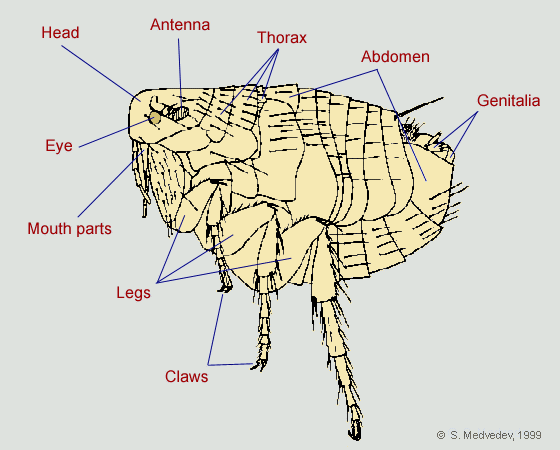 Antenna
Head
Thorax
Abdomen
Genitalia
Eye
Mouth parts
Legs
Claws
© S. Medvedev, 1999